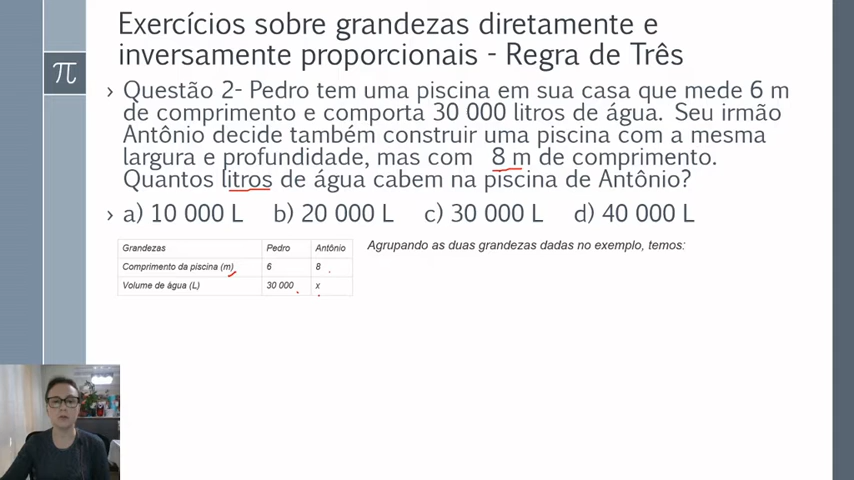 Exercícios sobre grandezas diretamente e
inversamente proporcionais - Regra de Três
π
› Questão 2- Pedro tem uma piscina em sua casa que mede 6 m
de comprimento e comporta 30 000 litros de água. Seu irmão
Antônio decide também construir uma piscina com a mesma
largura e profundidade, mas com 8 m de comprimento.
Quantos litros de água cabem na piscina de Antônio?
› a) 10 000 L b) 20 000 L c) 30 000 L d) 40 000 L
Grandezas Pedro Antônio
Comprimento da piscina (m) 6 8
Volume de água (L) 30 000 x
Agrupando as duas grandezas dadas no exemplo, temos: